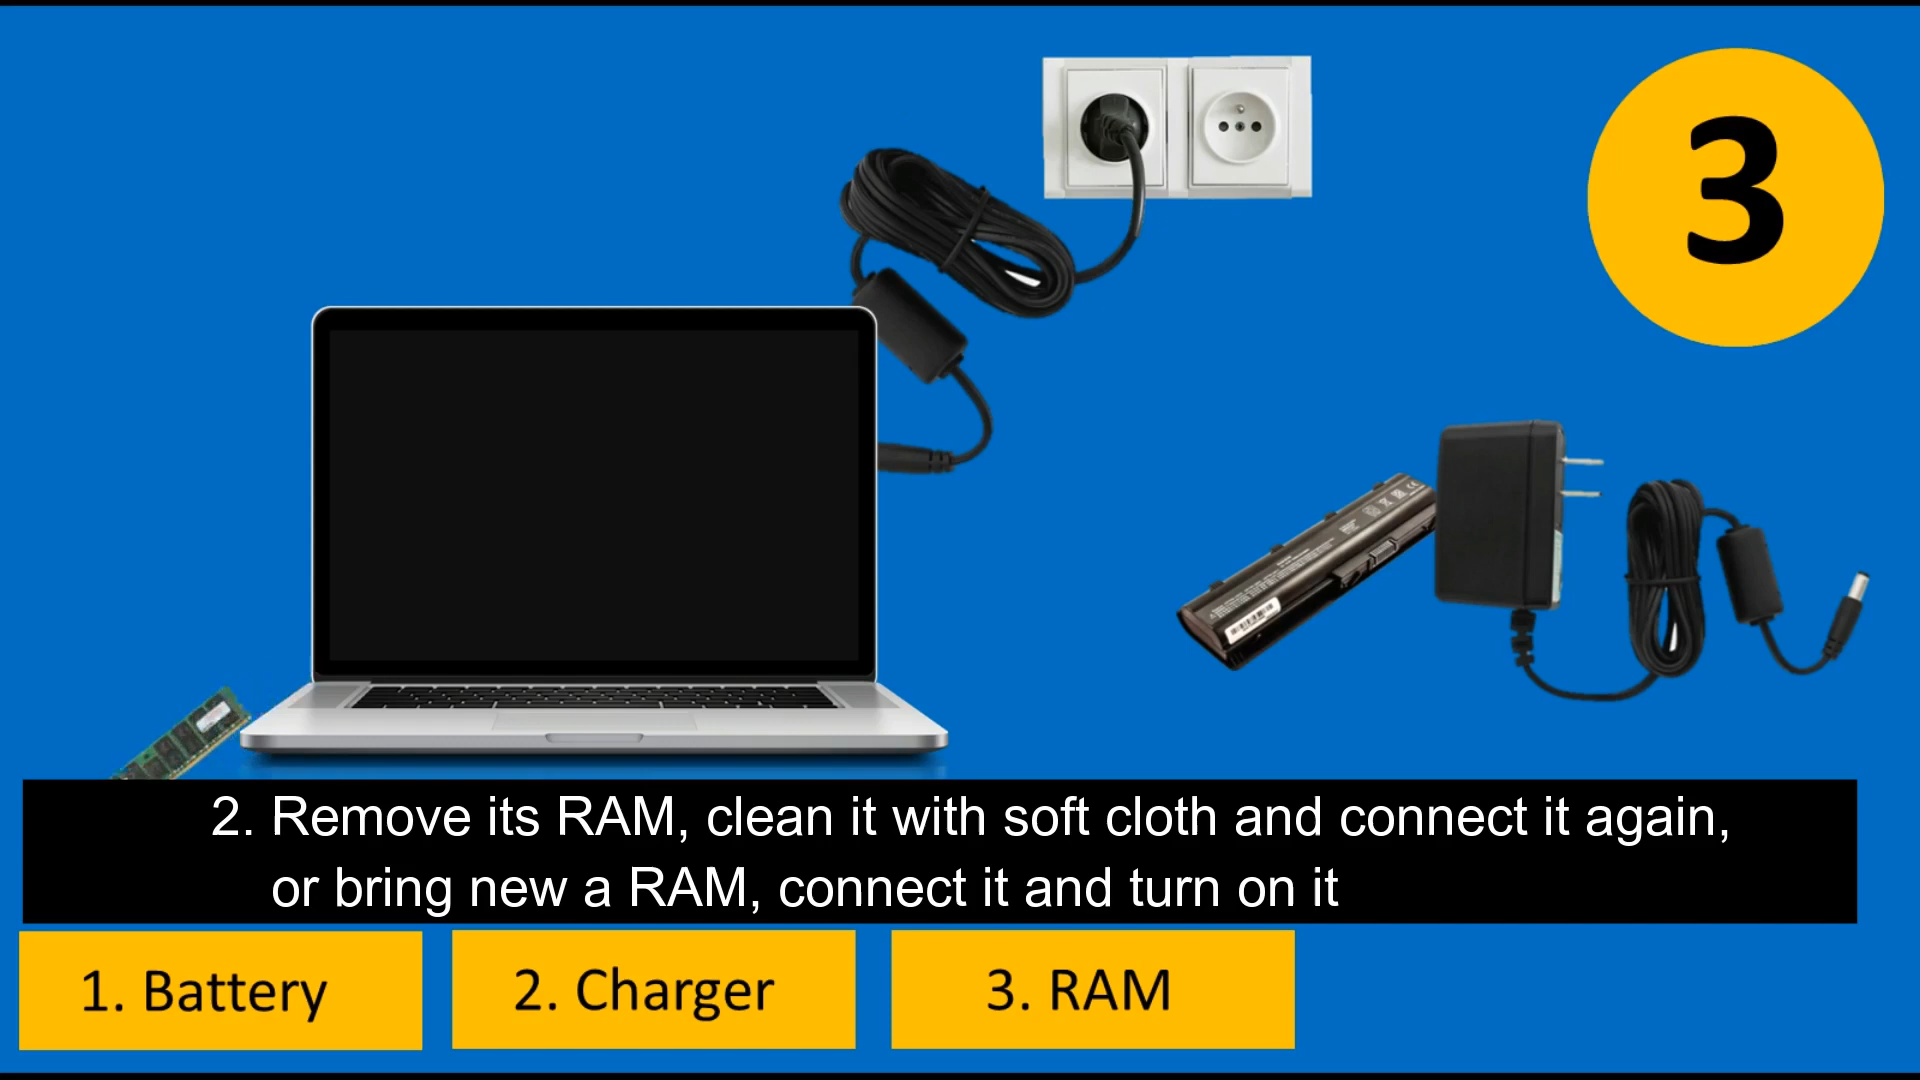 3
2. Remove its RAM, clean it with soft cloth and connect it again,
or bring new a RAM, connect it and turn on it
1. Battery
2. Charger
3. RAM